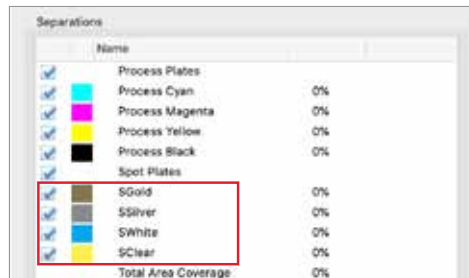 Separations
Name
Process Plates
Process Cyan 0%
Process Magenta 0%
Process Yellow 0%
Process Black 0%
Spot Plates
SGold 0%
SSilver 0%
SWhite 0%
SClear 0%
Total Area Coverage 0%